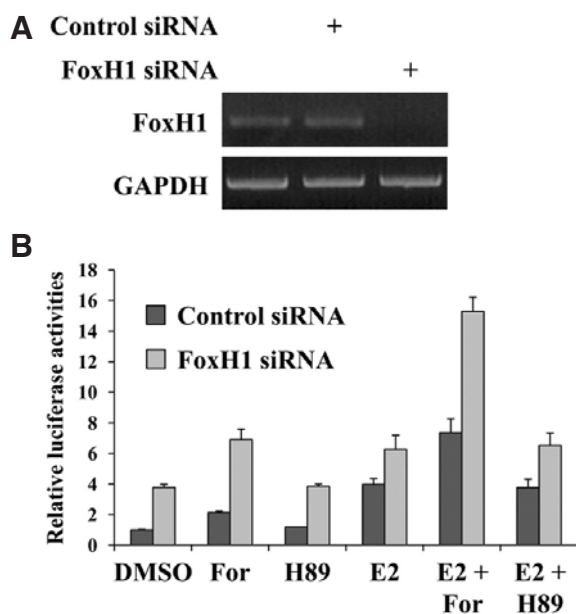 A
Control siRNA +
FoxH1 siRNA +
FoxH1
GAPDH
B
Relative luciferase activities
18
16
14
12
10
8
6
4
2
0
Control siRNA
FoxH1 siRNA
DMSO For H89 E2 E2 + E2 +
For H89